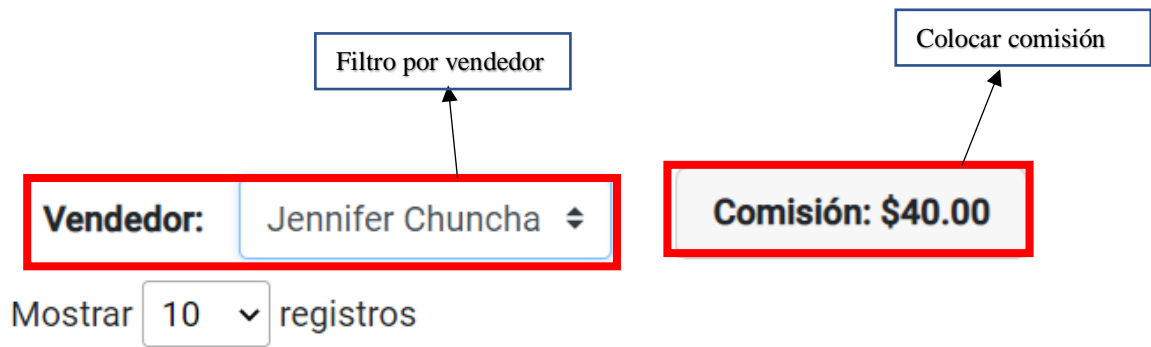 Filtro por vendedor
Colocar comisión
Vendedor: Jennifer Chuncha
Comisión: $40.00
Mostrar 10 registros